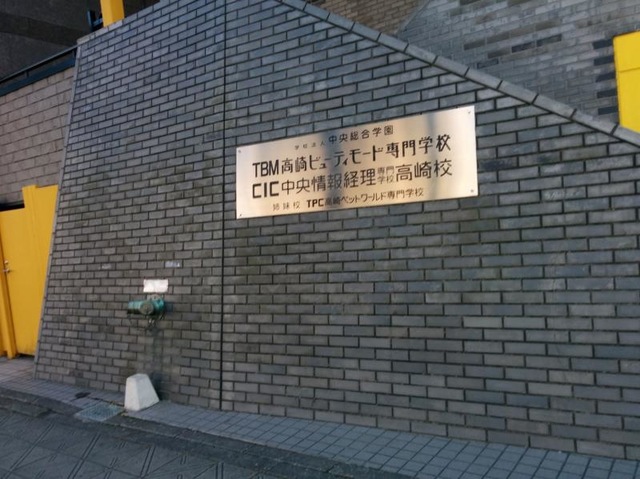 学校法人 中央総合学園
TBM高崎ビューティモード専門学校
CIC中央情報経理専門学校高崎校
姉妹校 TPC高崎ペットワールド専門学校